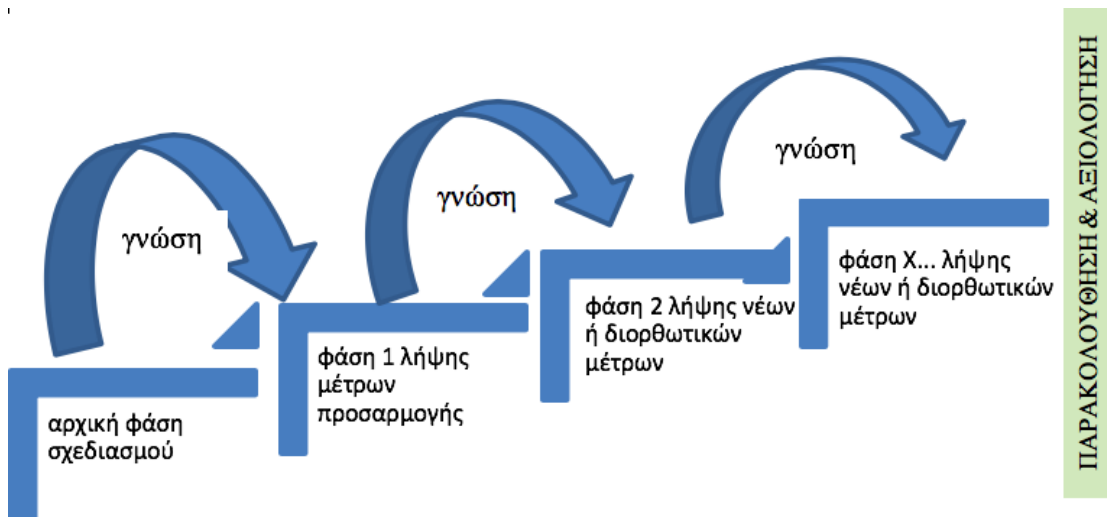 γνώση
γνώση
γνώση
αρχική φάση
σχεδιασμού
φάση 1 λήψης
μέτρων
προσαρμογής
φάση 2 λήψης νέων
ή διορθωτικών
μέτρων
φάση Χ... λήψης
νέων ή διορθωτικών
μέτρων
ΠΑΡΑΚΟΛΟΥΘΗΣΗ & ΑΞΙΟΛΟΓΗΣΗ